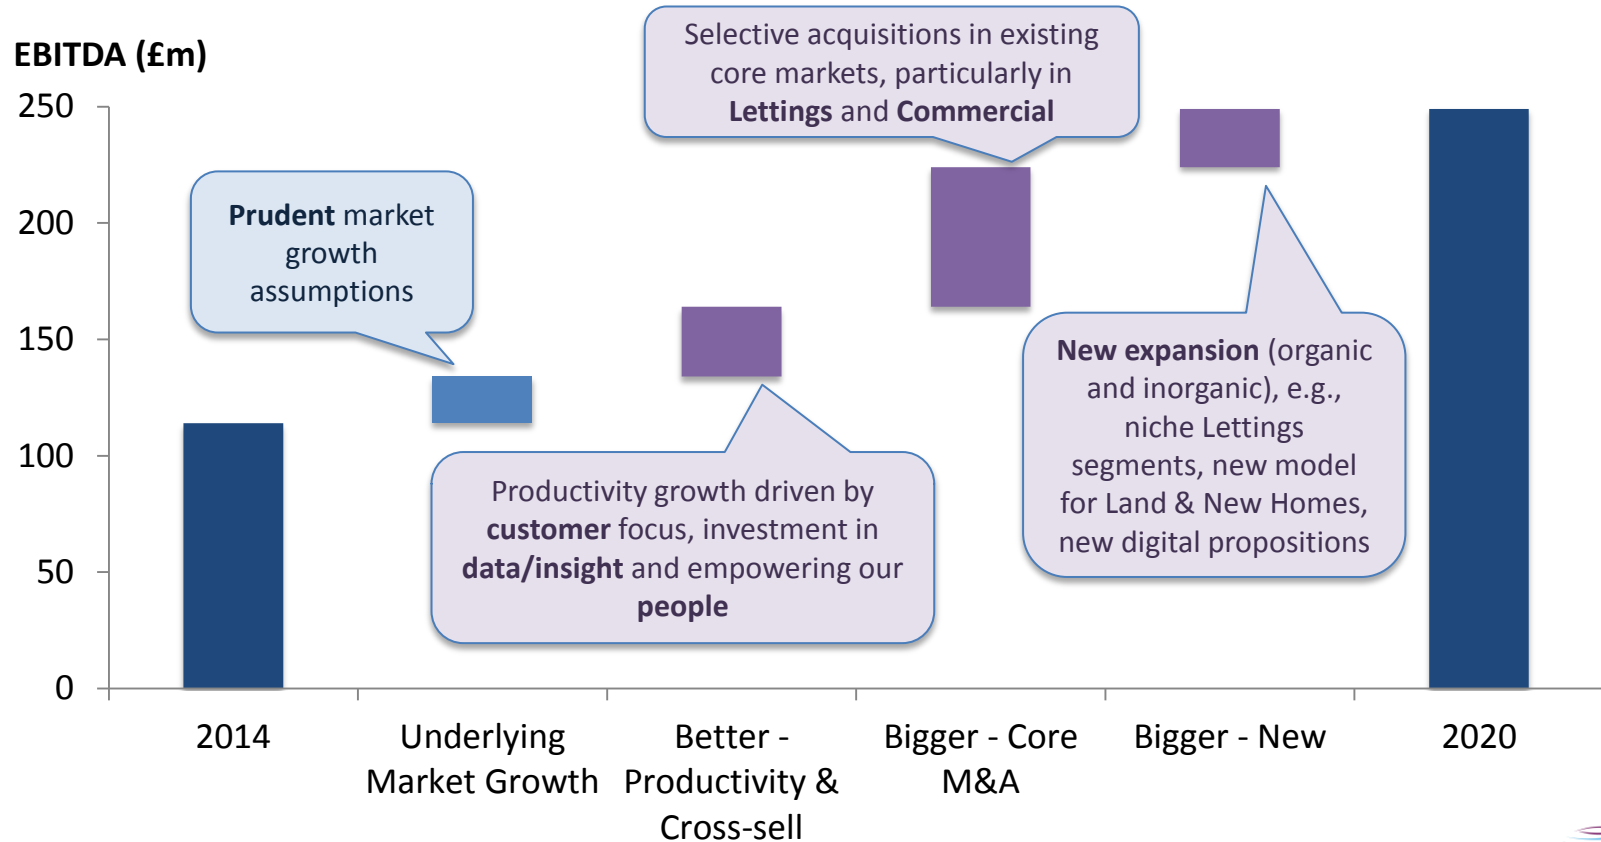 EBITDA (£m)
250
200
150
100
50
0
Prudent market
growth
assumptions
Productivity growth driven by
customer focus, investment in
data/insight and empowering our
people
Selective acquisitions in existing
core markets, particularly in
Lettings and Commercial
New expansion (organic
and inorganic), e.g.,
niche Lettings
segments, new model
for Land & New Homes,
new digital propositions
2014
Underlying
Market Growth
Better -
Productivity &
Cross-sell
Bigger - Core
M&A
Bigger - New
2020